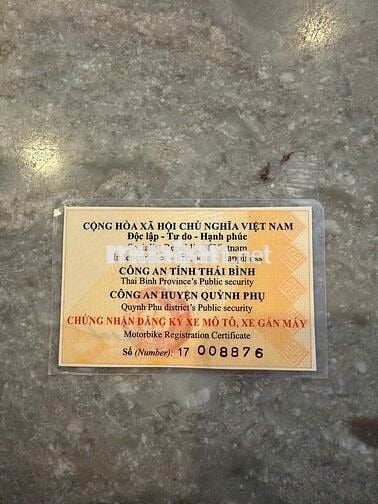 CỘNG HÒA XÃ HỘI CHỦ NGHĨA VIỆT NAM
Độc lập - Tự do - Hạnh phúc
CÔNG AN TỈNH THÁI BÌNH
Thai Binh Province's Public security
CÔNG AN HUYỆN QUỲNH PHỤ
Quynh Phu district's Public security
CHỨNG NHẬN ĐĂNG KÝ XE MÔ TÔ, XE GẮN MÁY
Motorbike Registration Certificate
Số (Number): 17 008876